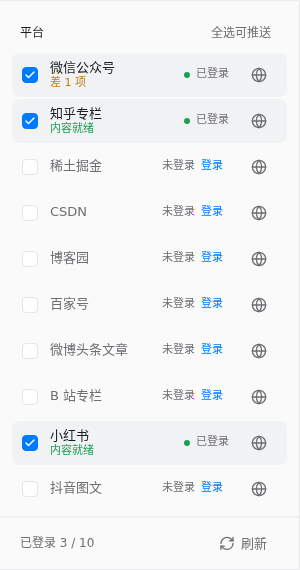 平台 全选可推送
微信公众号 已登录
差 1 项
知乎专栏 已登录
内容就绪
稀土掘金 未登录 登录
CSDN 未登录 登录
博客园 未登录 登录
百家号 未登录 登录
微博头条文章 未登录 登录
B 站专栏 未登录 登录
小红书 已登录
内容就绪
抖音图文 未登录 登录
已登录 3 / 10 刷新